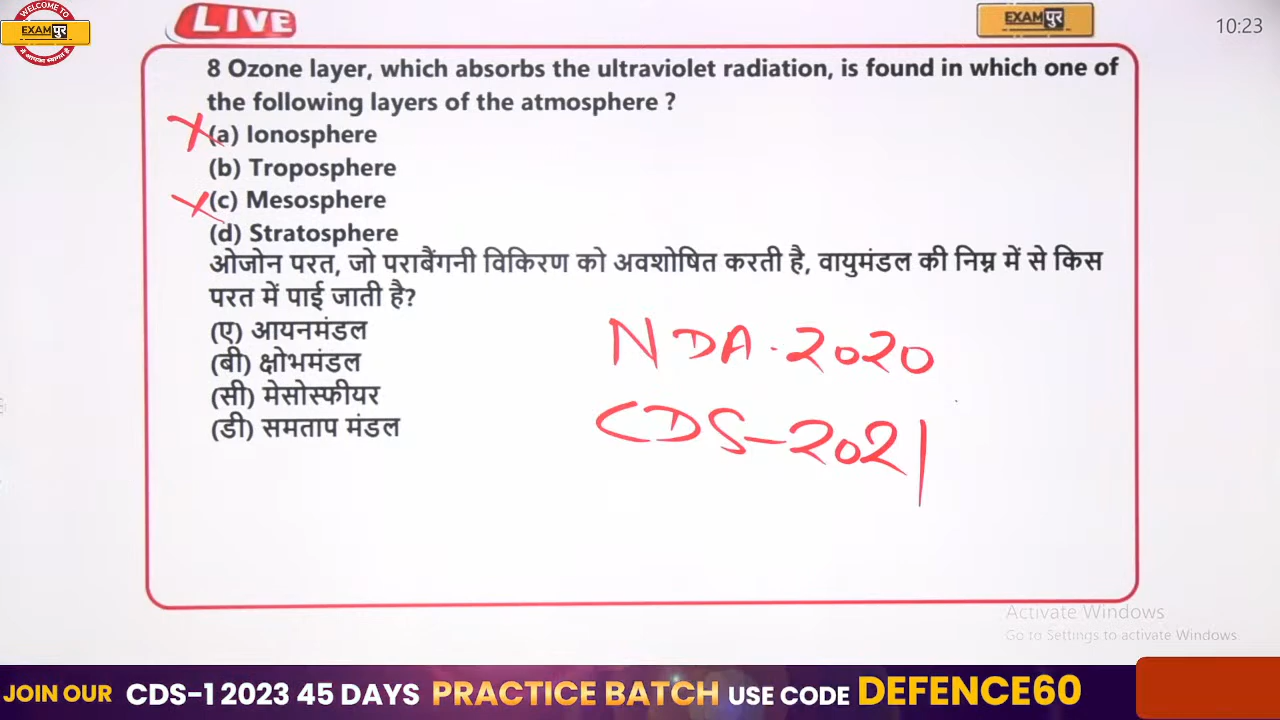 WELCOME TO
EXAMपुर
में आपका स्वागत है
LIVE
EXAMपुर
10:23
8 Ozone layer, which absorbs the ultraviolet radiation, is found in which one of
the following layers of the atmosphere ?
(a) Ionosphere
(b) Troposphere
(c) Mesosphere
(d) Stratosphere
ओजोन परत, जो पराबैंगनी विकिरण को अवशोषित करती है, वायुमंडल की निम्न में से किस
परत में पाई जाती है?
(ए) आयनमंडल
(बी) क्षोभमंडल
(सी) मेसोस्फीयर
(डी) समताप मंडल
NDA. 2020
CDS-2021
Activate Windows
Go to Settings to activate Windows.
JOIN OUR CDS-1 2023 45 DAYS PRACTICE BATCH USE CODE DEFENCE60